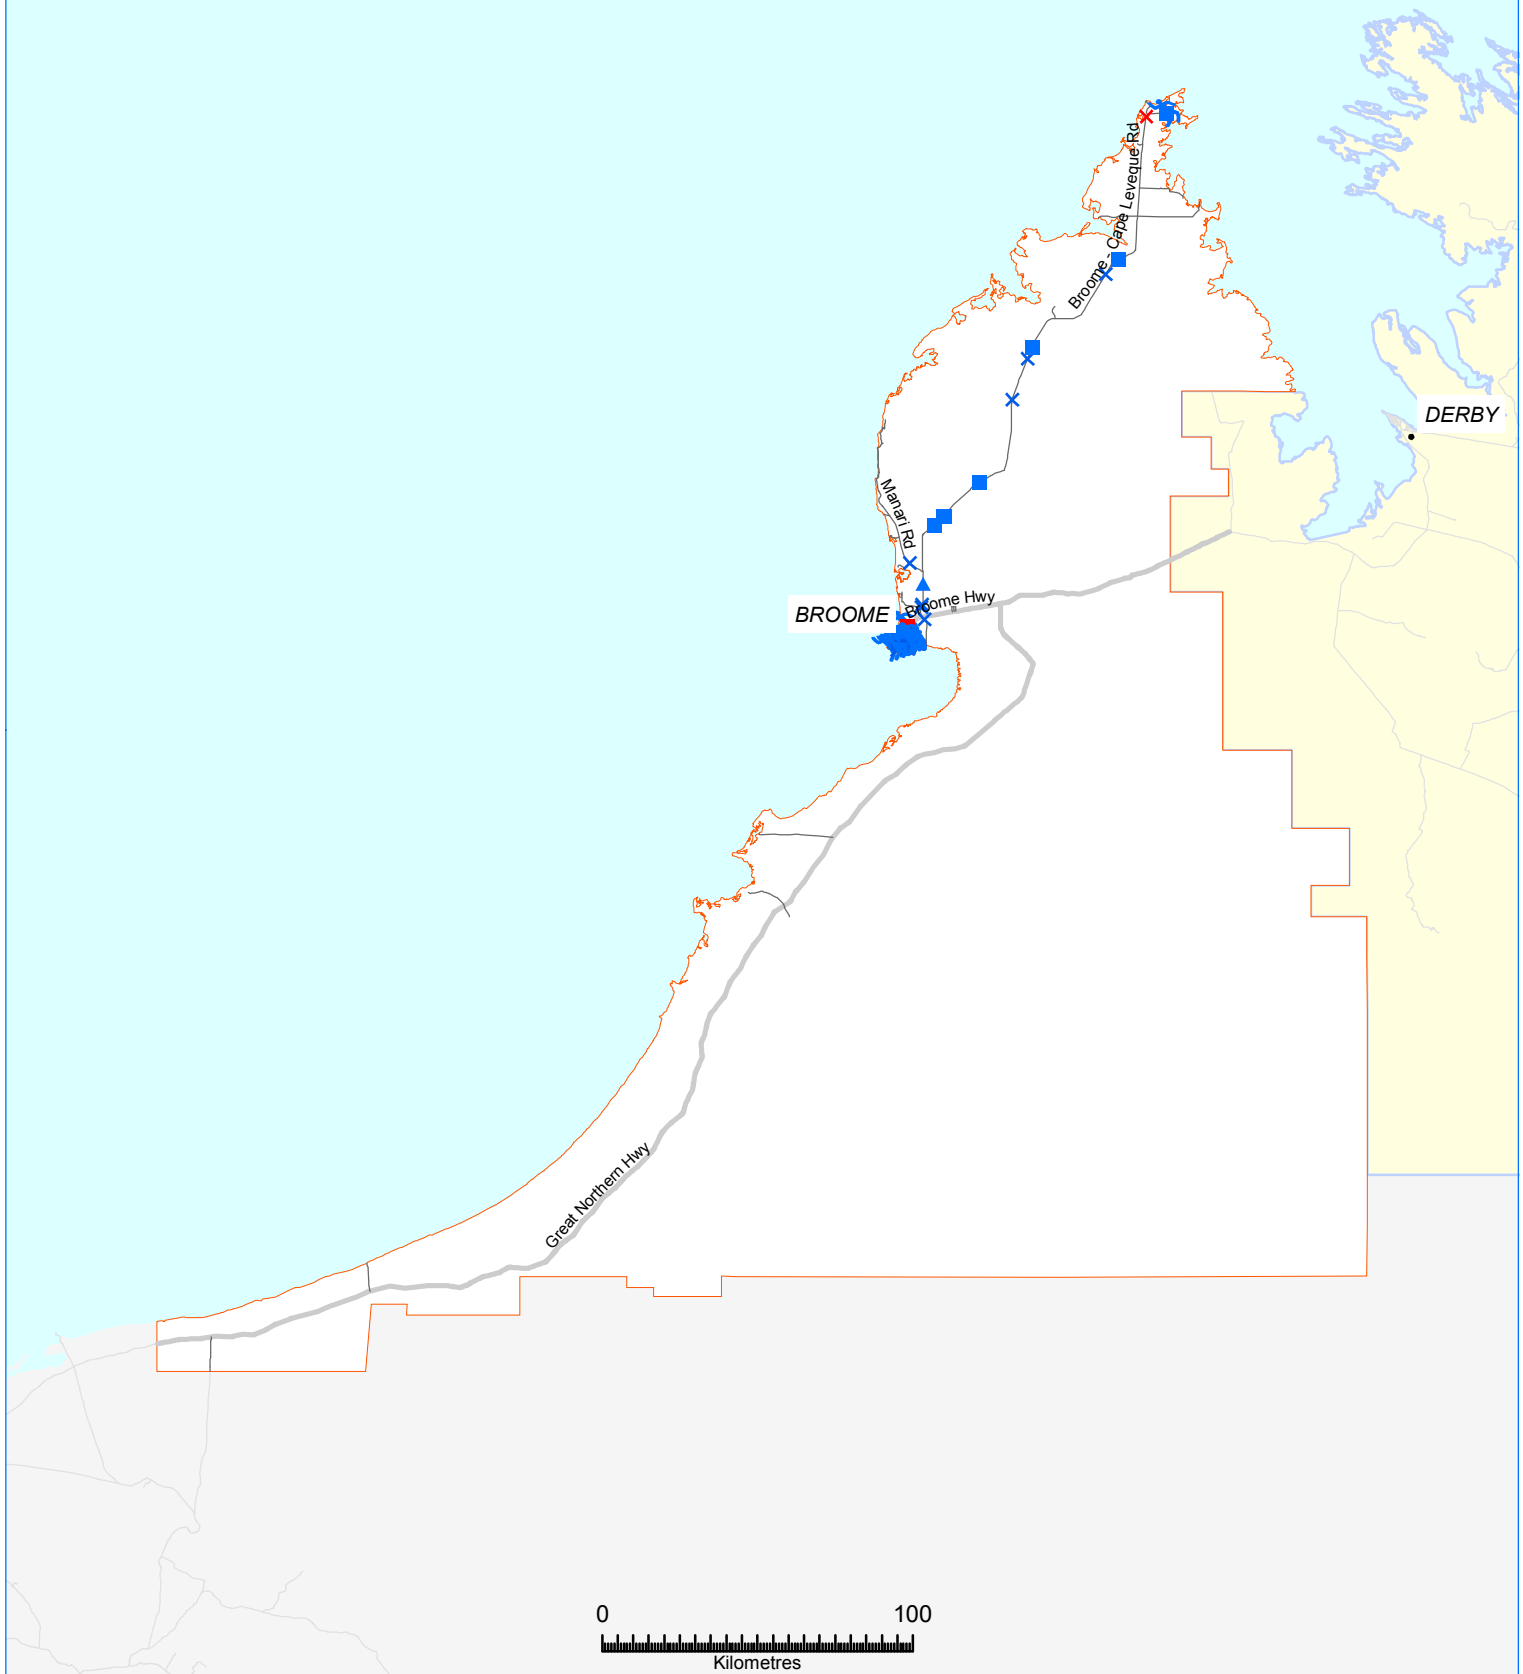 Broome - Cape Leveque Rd
DERBY
Manari Rd
Broome Hwy
BROOME
Great Northern Hwy
0 100
Kilometres